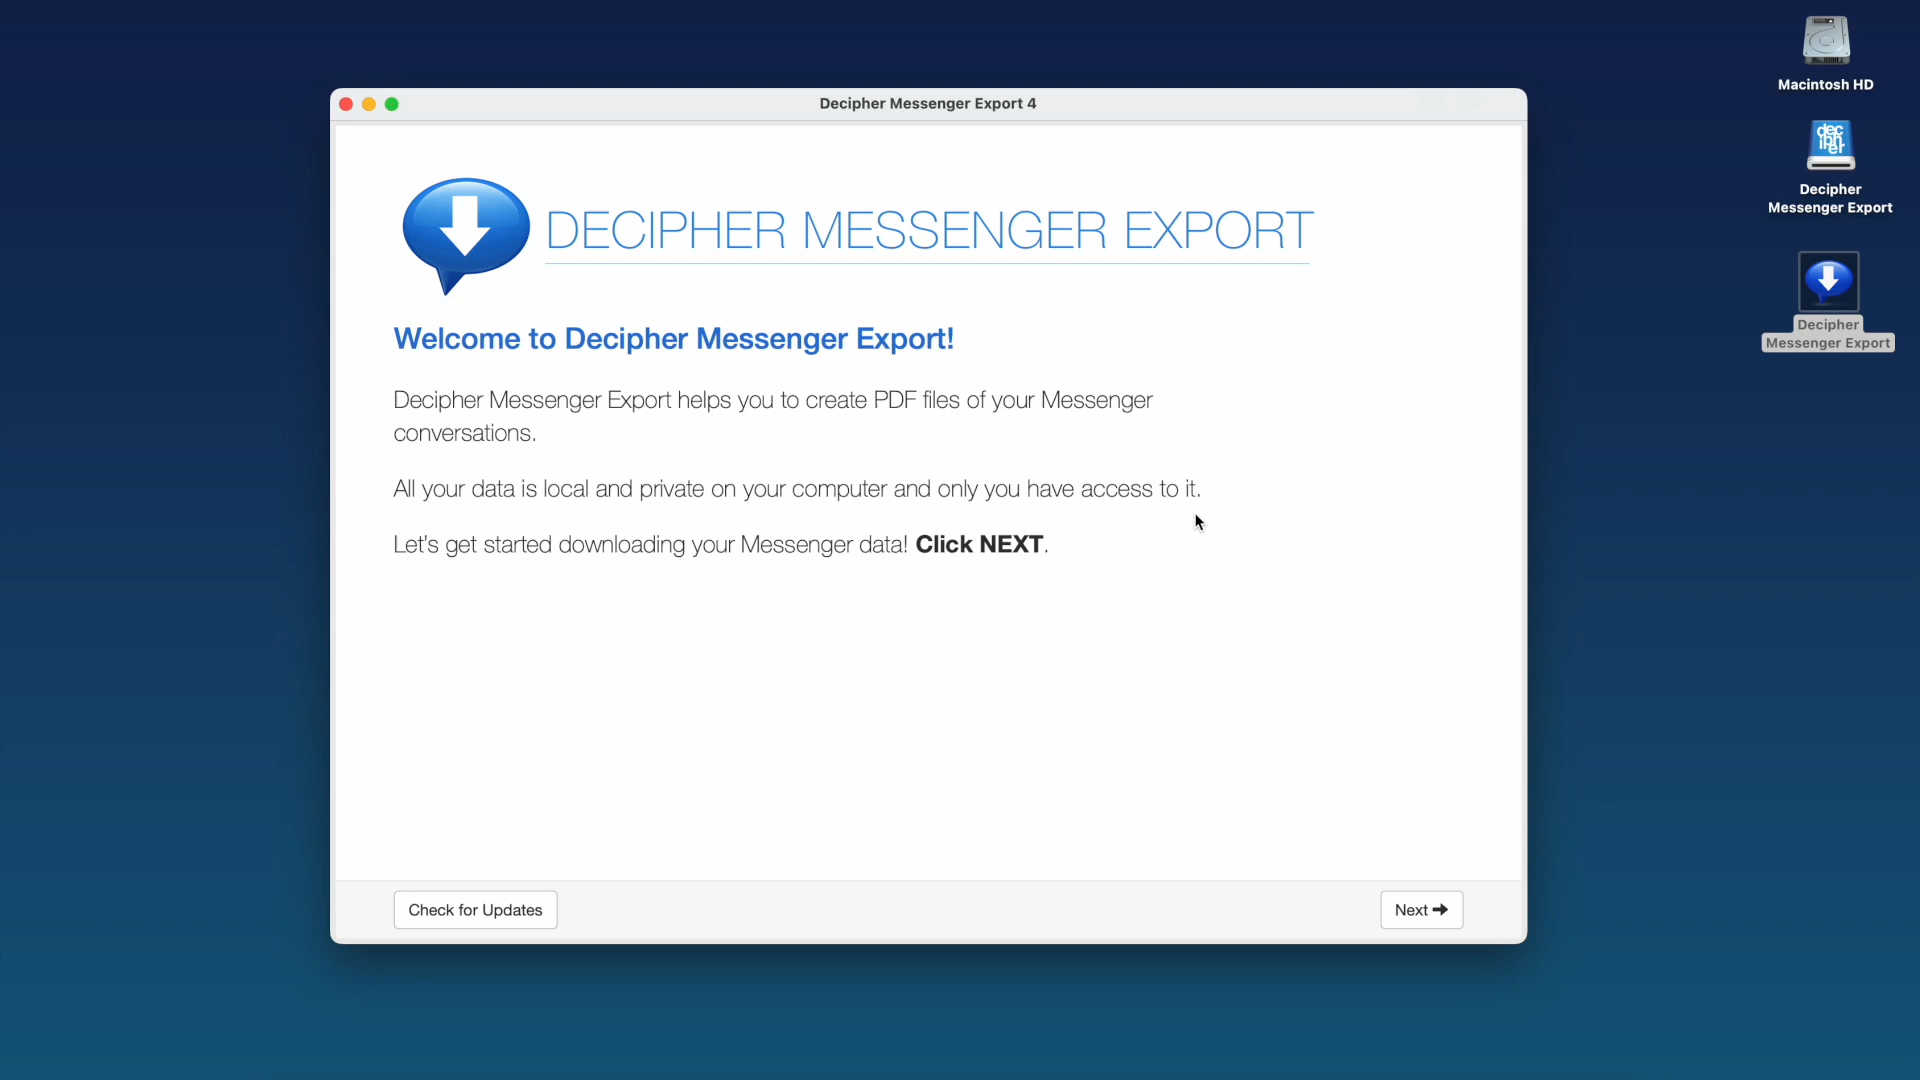 Decipher Messenger Export 4
DECIPHER MESSENGER EXPORT
Welcome to Decipher Messenger Export!
Decipher Messenger Export helps you to create PDF files of your Messenger
conversations.
All your data is local and private on your computer and only you have access to it.
Let's get started downloading your Messenger data! Click NEXT.
Check for Updates
Next
Macintosh HD
dec
iph
er
Decipher
Messenger Export
Decipher
Messenger Export